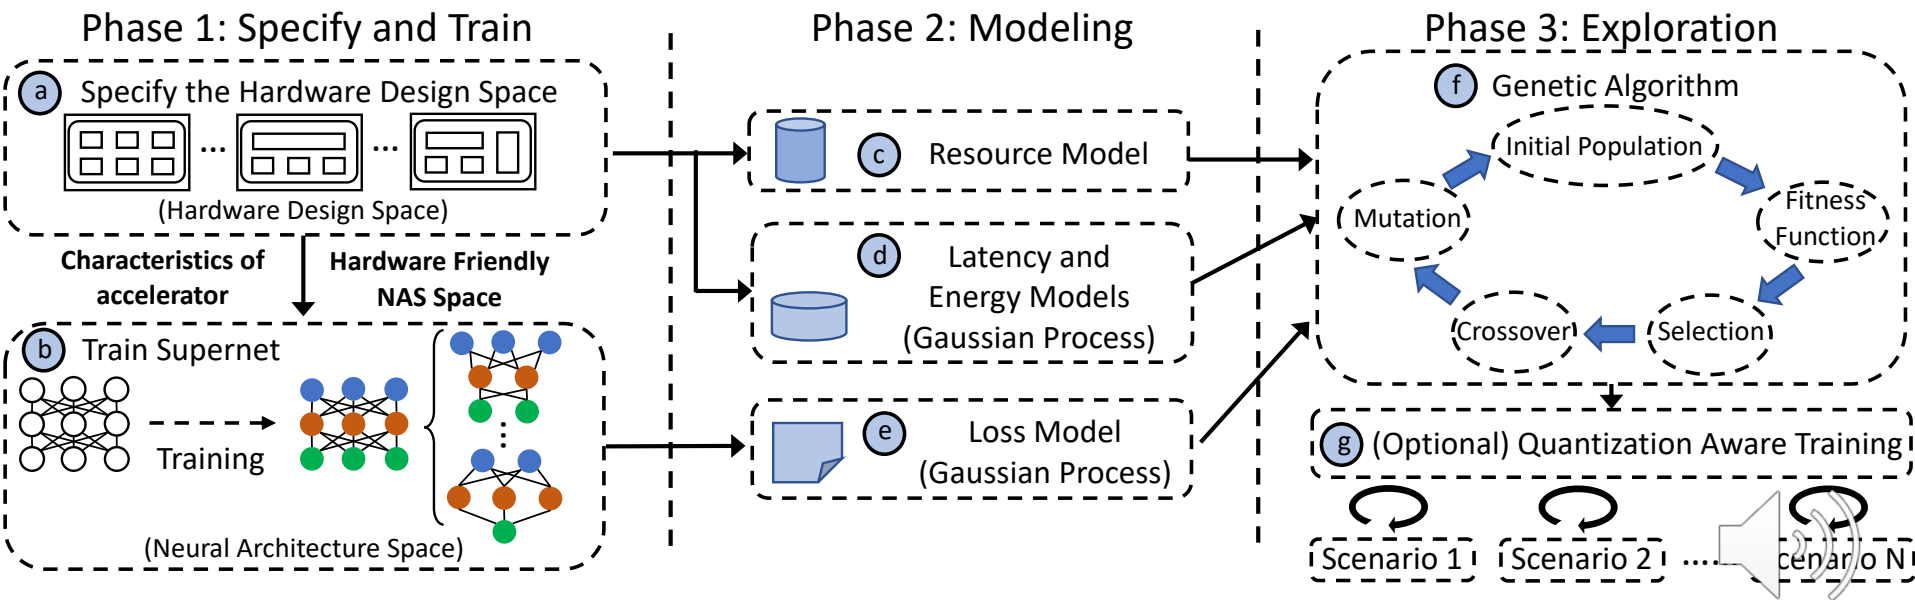 Phase 1: Specify and Train
a
Specify the Hardware Design Space
...
...
(Hardware Design Space)
Characteristics of
accelerator
Hardware Friendly
NAS Space
b
Train Supernet
Training
(Neural Architecture Space)
Phase 2: Modeling
c
Resource Model
d
Latency and
Energy Models
(Gaussian Process)
e
Loss Model
(Gaussian Process)
Phase 3: Exploration
f
Genetic Algorithm
Initial Population
Fitness
Function
Selection
Crossover
Mutation
g
(Optional) Quantization Aware Training
Scenario 1
Scenario 2
......
Scenario N